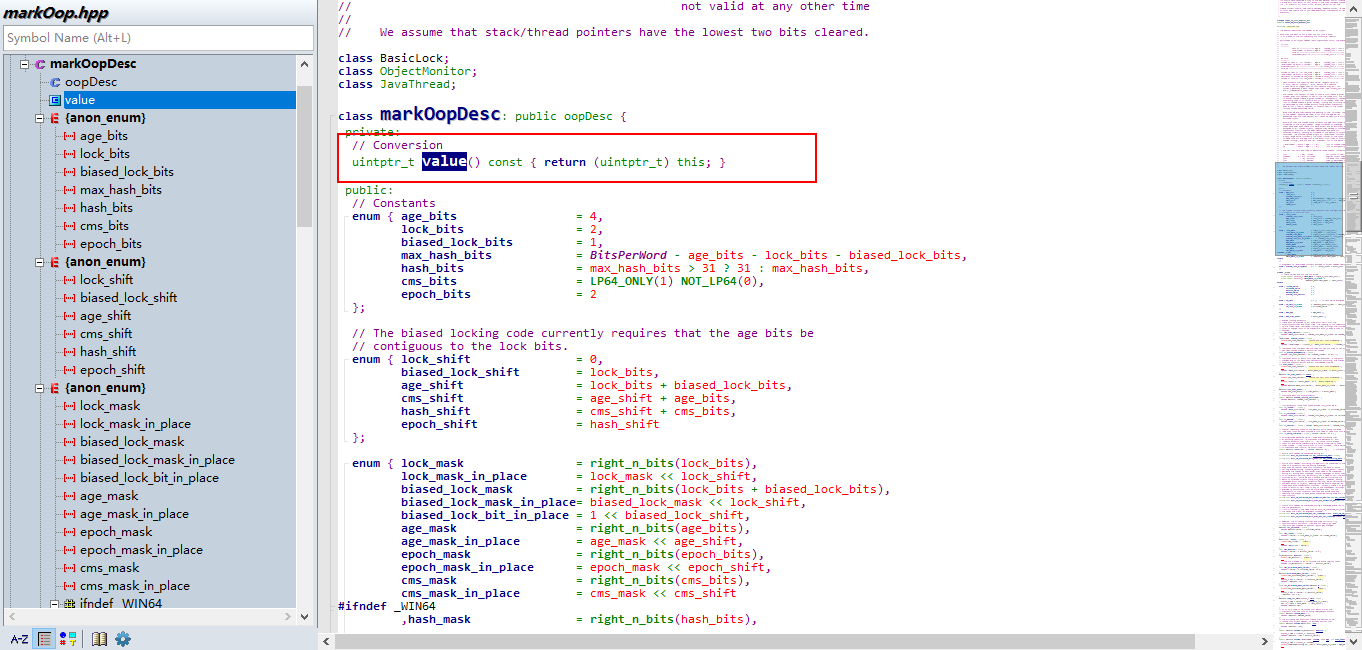 markOop.hpp
Symbol Name (Alt+L)
markOopDesc
oopDesc
value
{anon_enum}
age_bits
lock_bits
biased_lock_bits
max_hash_bits
hash_bits
cms_bits
epoch_bits
{anon_enum}
lock_shift
biased_lock_shift
age_shift
cms_shift
hash_shift
epoch_shift
{anon_enum}
lock_mask
lock_mask_in_place
biased_lock_mask
biased_lock_mask_in_place
biased_lock_bit_in_place
age_mask
age_mask_in_place
epoch_mask
epoch_mask_in_place
cms_mask
cms_mask_in_place
#ifndef _WIN64
A-Z
// not valid at any other time
//
// We assume that stack/thread pointers have the lowest two bits cleared.
class BasicLock;
class ObjectMonitor;
class JavaThread;
class markOopDesc: public oopDesc {
private:
// Conversion
uintptr_t value() const { return (uintptr_t) this; }
public:
// Constants
enum { age_bits = 4,
lock_bits = 2,
biased_lock_bits = 1,
max_hash_bits = BitsPerWord - age_bits - lock_bits - biased_lock_bits,
hash_bits = max_hash_bits > 31 ? 31 : max_hash_bits,
cms_bits = LP64_ONLY(1) NOT_LP64(0),
epoch_bits = 2
};
// The biased locking code currently requires that the age bits be
// contiguous to the lock bits.
enum { lock_shift = 0,
biased_lock_shift = lock_bits,
age_shift = lock_bits + biased_lock_bits,
cms_shift = age_shift + age_bits,
hash_shift = cms_shift + cms_bits,
epoch_shift = hash_shift
};
enum { lock_mask = right_n_bits(lock_bits),
lock_mask_in_place = lock_mask << lock_shift,
biased_lock_mask = right_n_bits(lock_bits + biased_lock_bits),
biased_lock_mask_in_place= biased_lock_mask << lock_shift,
biased_lock_bit_in_place = 1 << biased_lock_shift,
age_mask = right_n_bits(age_bits),
age_mask_in_place = age_mask << age_shift,
epoch_mask = right_n_bits(epoch_bits),
epoch_mask_in_place = epoch_mask << epoch_shift,
cms_mask = right_n_bits(cms_bits),
cms_mask_in_place = cms_mask << cms_shift
#ifndef _WIN64
,hash_mask = right_n_bits(hash_bits),